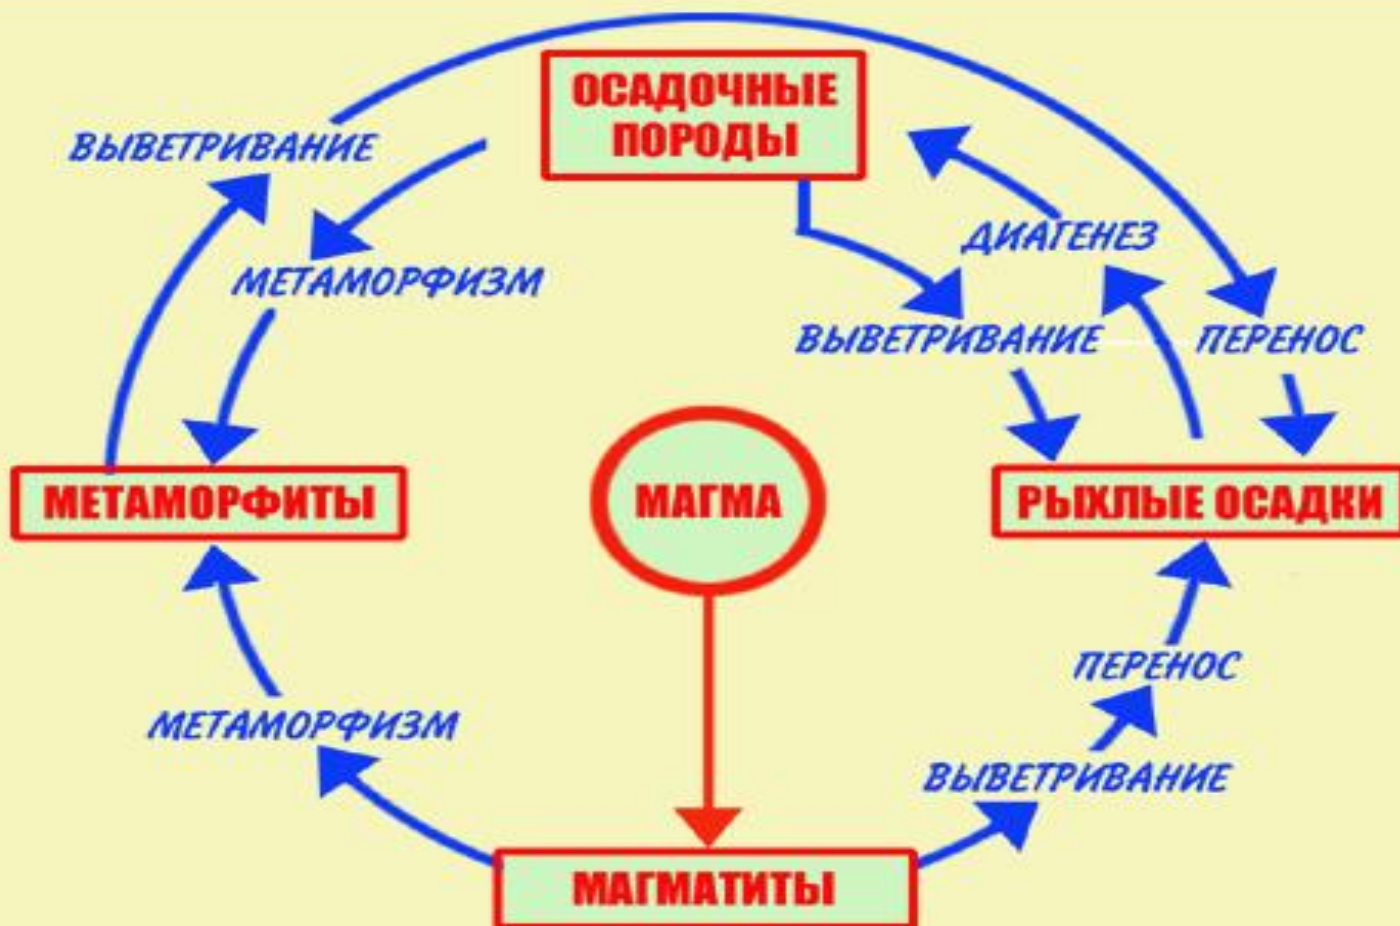 ОСАДОЧНЫЕ
ПОРОДЫ
ВЫВЕТРИВАНИЕ
ДИАГЕНЕЗ
МЕТАМОРФИЗМ
ВЫВЕТРИВАНИЕ
ПЕРЕНОС
МЕТАМОРФИТЫ
МАГМА
РЫХЛЫЕ ОСАДКИ
ПЕРЕНОС
МЕТАМОРФИЗМ
ВЫВЕТРИВАНИЕ
МАГМАТИТЫ